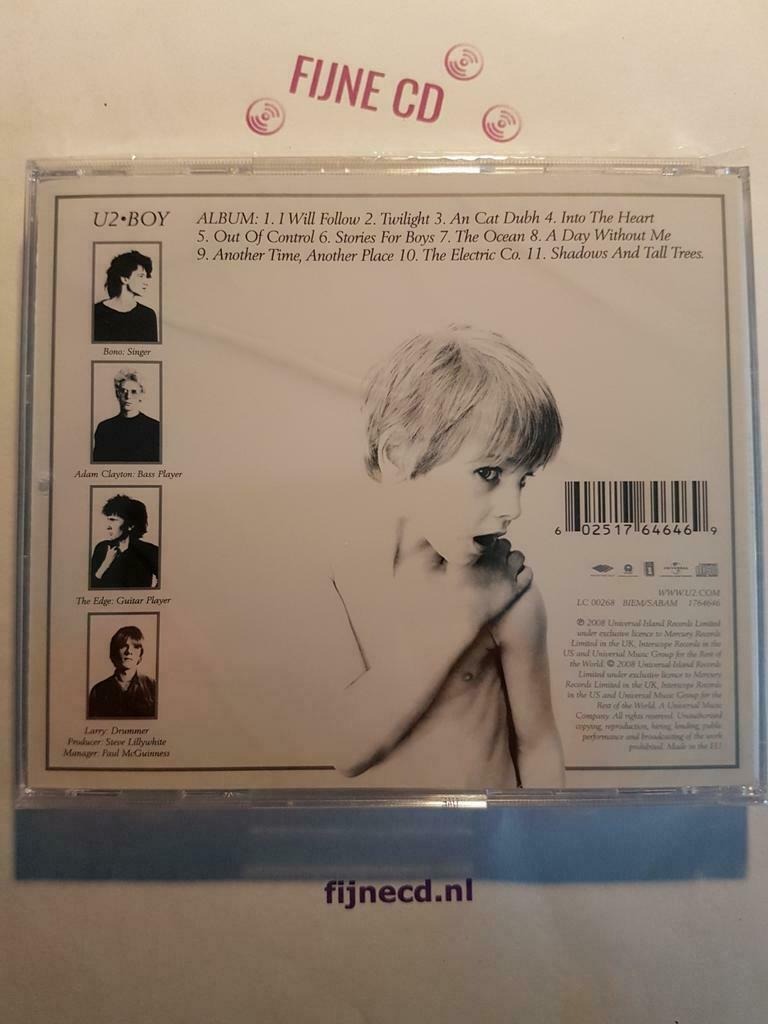 FIJNE CD
U2•BOY
ALBUM: 1. I Will Follow 2. Twilight 3. An Cat Dubh 4. Into The Heart
5. Out Of Control 6. Stories For Boys 7. The Ocean 8. A Day Without Me
9. Another Time, Another Place 10. The Electric Co. 11. Shadows And Tall Trees.
Bono: Singer
Adam Clayton: Bass Player
The Edge: Guitar Player
Larry: Drummer
Producer: Steve Lillywhite
Manager: Paul McGuinness
6 02517 64646 9
WWW.U2.COM
LC 00268 BIEM/SABAM 1764646
℗ 2008 Universal-Island Records Limited
under exclusive licence to Mercury Records
Limited in the UK, Interscope Records in the
US and Universal Music Group for the Rest of
the World. © 2008 Universal-Island Records
Limited under exclusive licence to Mercury
Records Limited in the UK, Interscope Records
in the US and Universal Music Group for the
Rest of the World. A Universal Music
Company. All rights reserved. Unauthorised
copying, reproduction, hiring, lending, public
performance and broadcasting of the work
prohibited. Made in the EU
fijnecd.nl